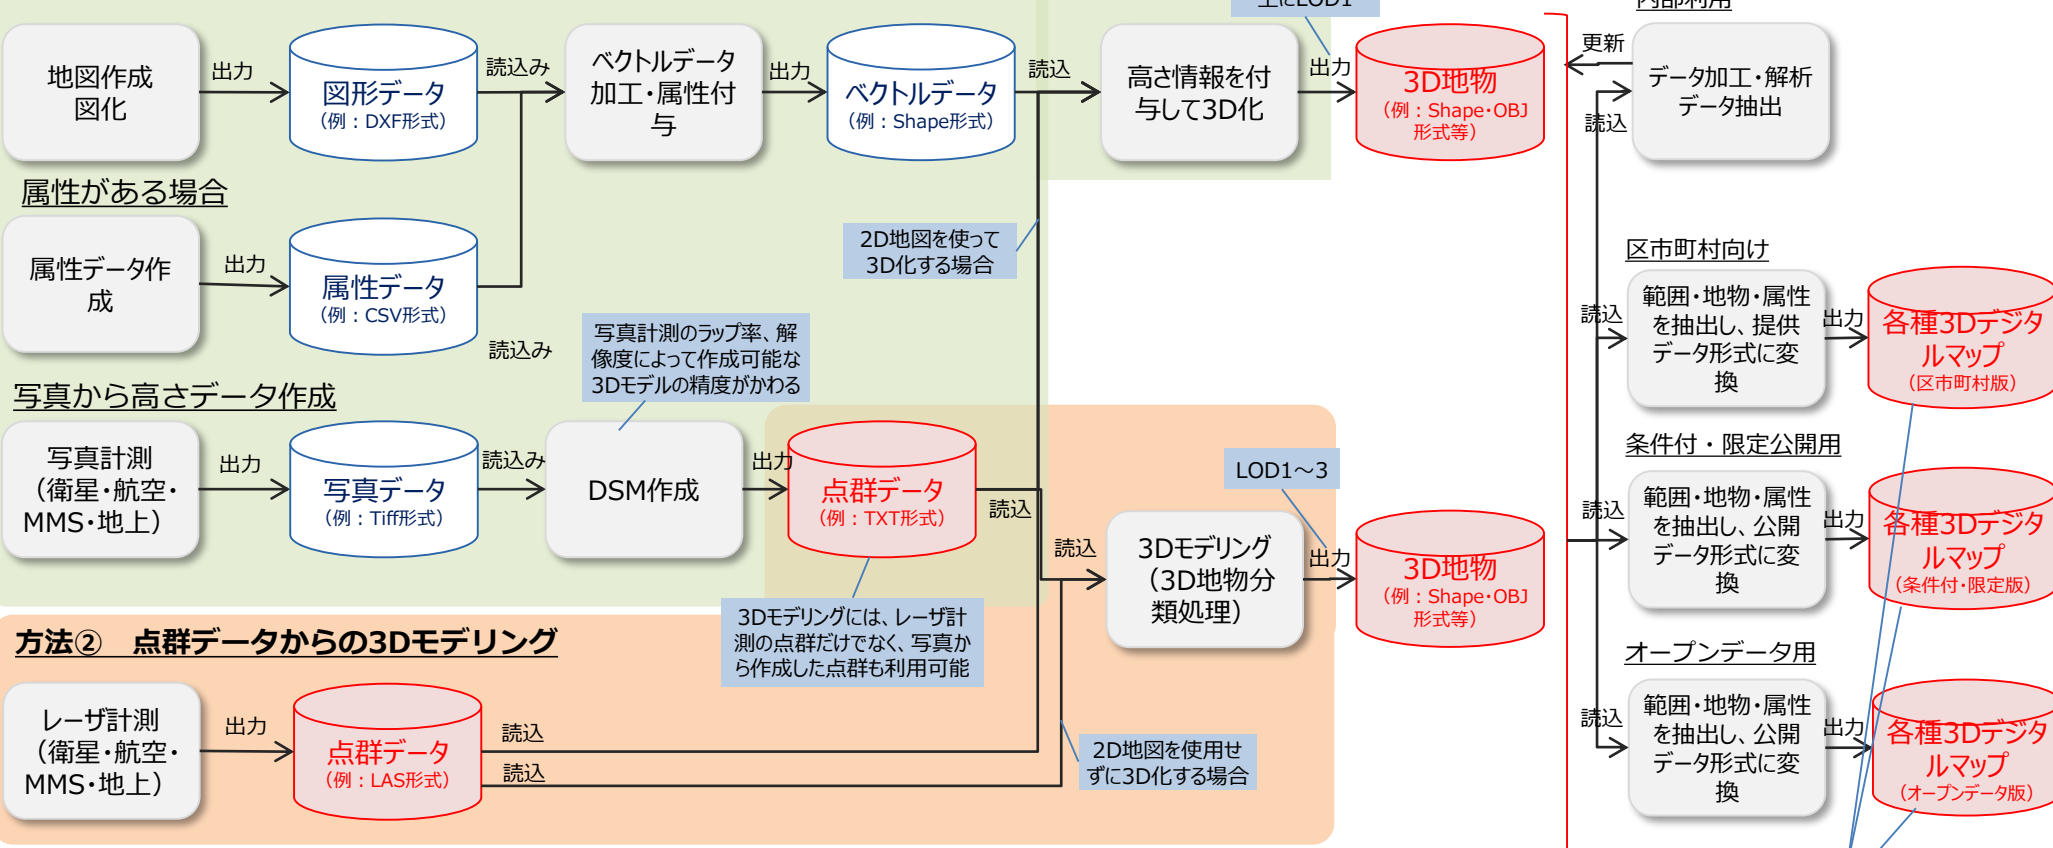 主にLOD1
内部利用
地図作成
図化
出力
図形データ
（例：DXF形式）
読込み
ベクトルデータ
加工・属性付
与
出力
ベクトルデータ
（例：Shape形式）
読込
高さ情報を付
与して3D化
出力
3D地物
（例：Shape・OBJ
形式等）
更新
読込
データ加工・解析
データ抽出
属性がある場合
属性データ作
成
出力
属性データ
（例：CSV形式）
読込み
2D地図を使って
3D化する場合
区市町村向け
読込
範囲・地物・属性
を抽出し、提供
データ形式に変
換
出力
各種3Dデジタ
ルマップ
（区市町村版）
写真計測のラップ率、解
像度によって作成可能な
3Dモデルの精度がかわる
写真から高さデータ作成
写真計測
（衛星・航空・
MMS・地上）
出力
写真データ
（例：Tiff形式）
読込み
DSM作成
出力
点群データ
（例：TXT形式）
読込
読込
3Dモデリング
（3D地物分
類処理）
LOD1～3
出力
3D地物
（例：Shape・OBJ
形式等）
条件付・限定公開用
読込
範囲・地物・属性
を抽出し、公開
データ形式に変
換
出力
各種3Dデジタ
ルマップ
（条件付・限定版）
3Dモデリングには、レーザ計
測の点群だけでなく、写真か
ら作成した点群も利用可能
方法②　点群データからの3Dモデリング
レーザ計測
（衛星・航空・
MMS・地上）
出力
点群データ
（例：LAS形式）
読込
読込
2D地図を使用せ
ずに3D化する場合
オープンデータ用
読込
範囲・地物・属性
を抽出し、公開
データ形式に変
換
出力
各種3Dデジタ
ルマップ
（オープンデータ版）